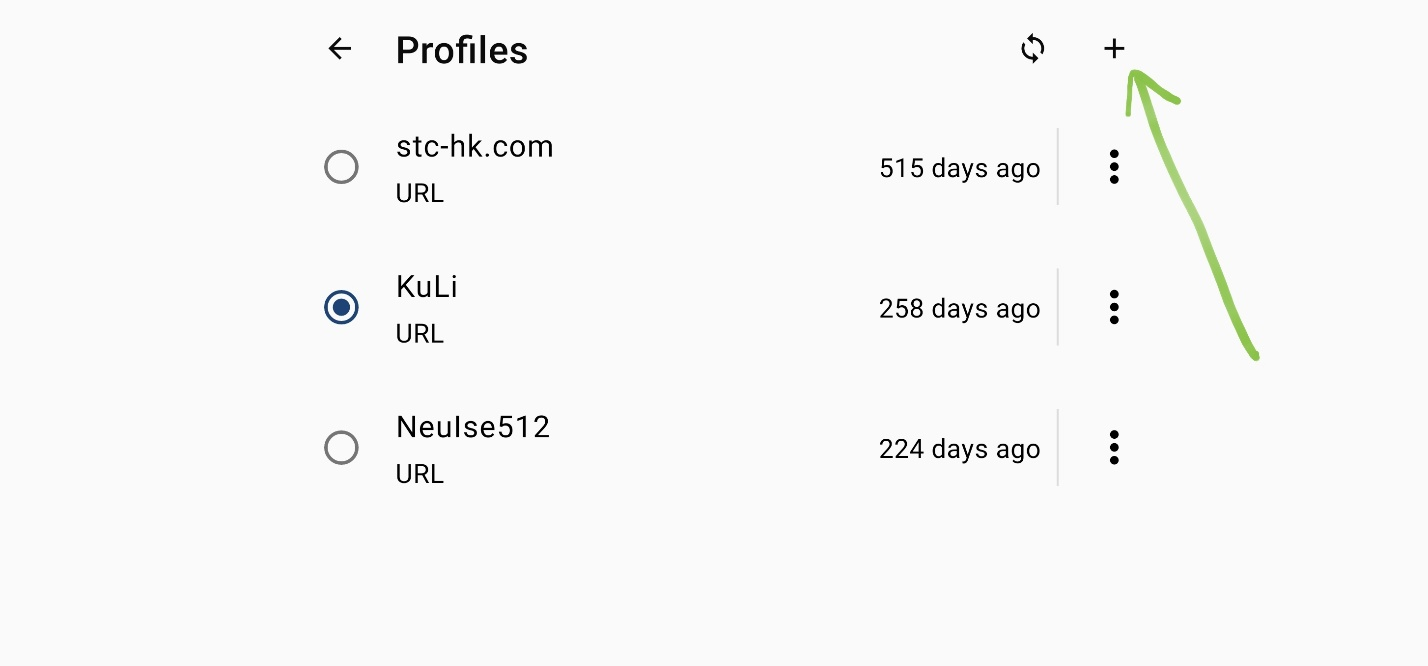 Profiles
stc-hk.com
URL
515 days ago
KuLi
URL
258 days ago
NeuIse512
URL
224 days ago